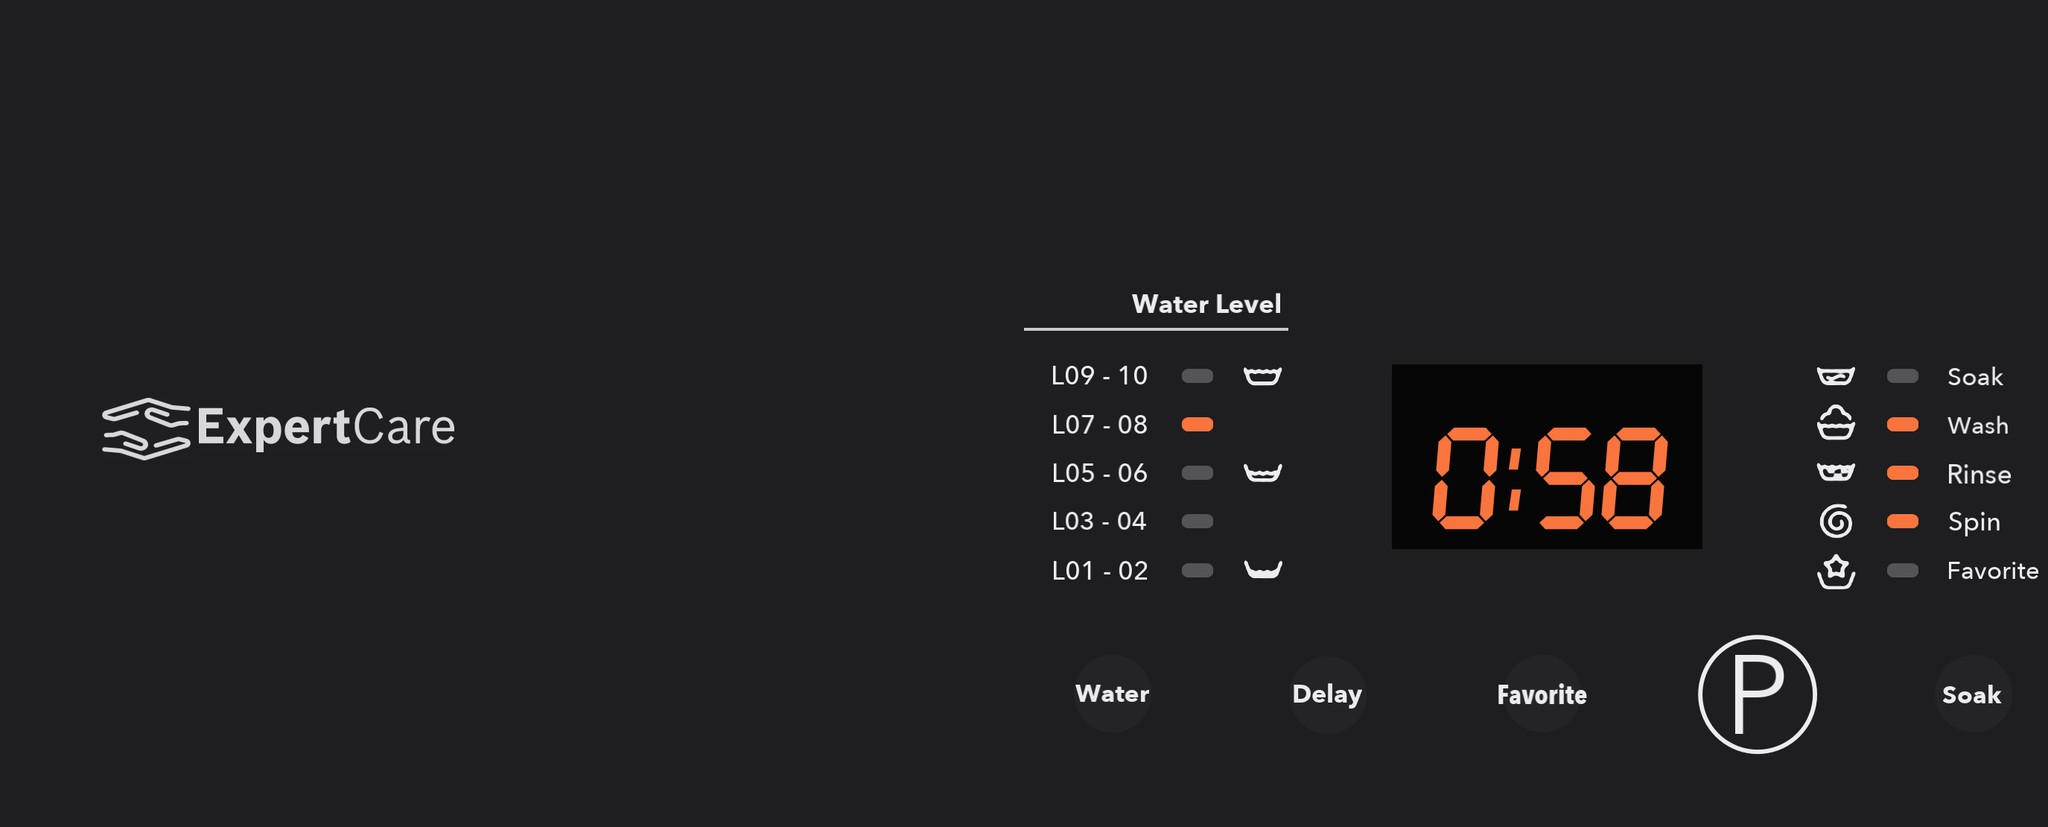 Water Level
L09 - 10
L07 - 08
L05 - 06
L03 - 04
L01 - 02
ExpertCare
0:58
Soak
Wash
Rinse
Spin
Favorite
Water
Delay
Favorite
P
Soak